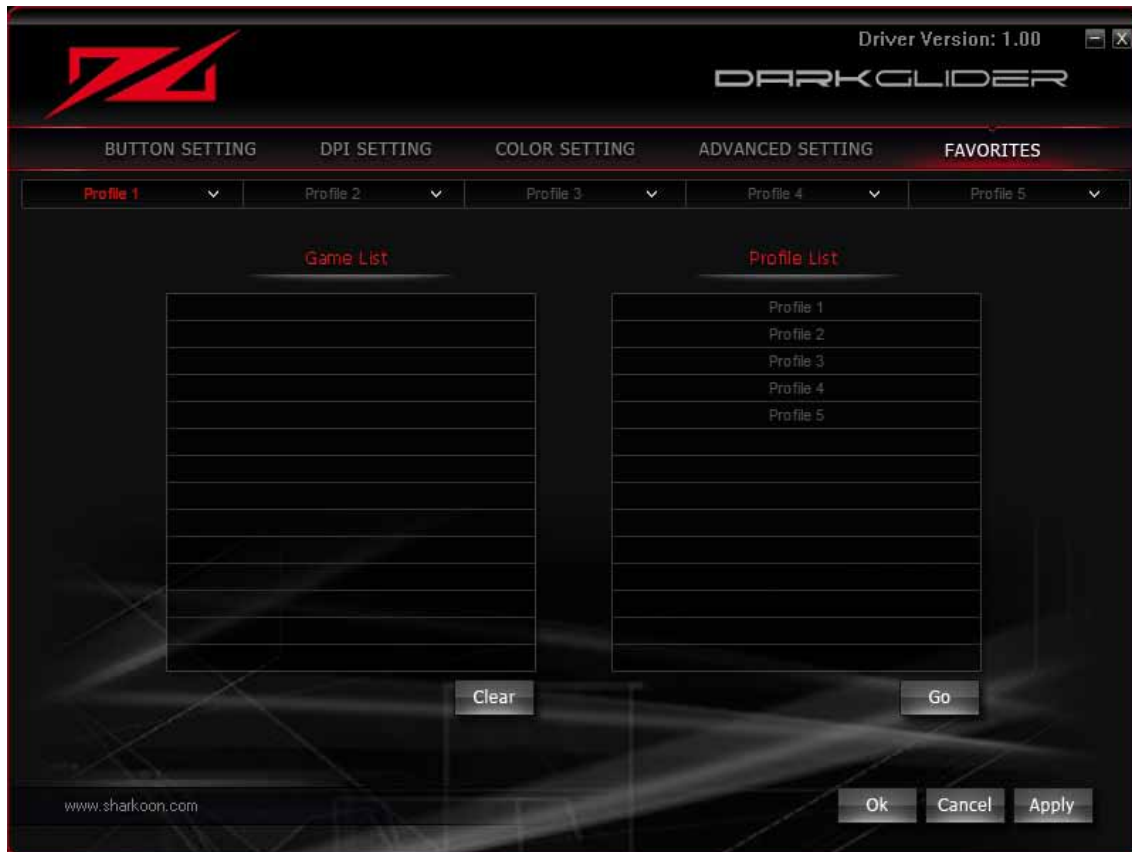 Driver Version: 1.00
DARKGLIDER
BUTTON SETTING DPI SETTING COLOR SETTING ADVANCED SETTING FAVORITES
Profile 1 Profile 2 Profile 3 Profile 4 Profile 5
Game List Profile List
Profile 1
Profile 2
Profile 3
Profile 4
Profile 5
Clear Go
www.sharkoon.com Ok Cancel Apply